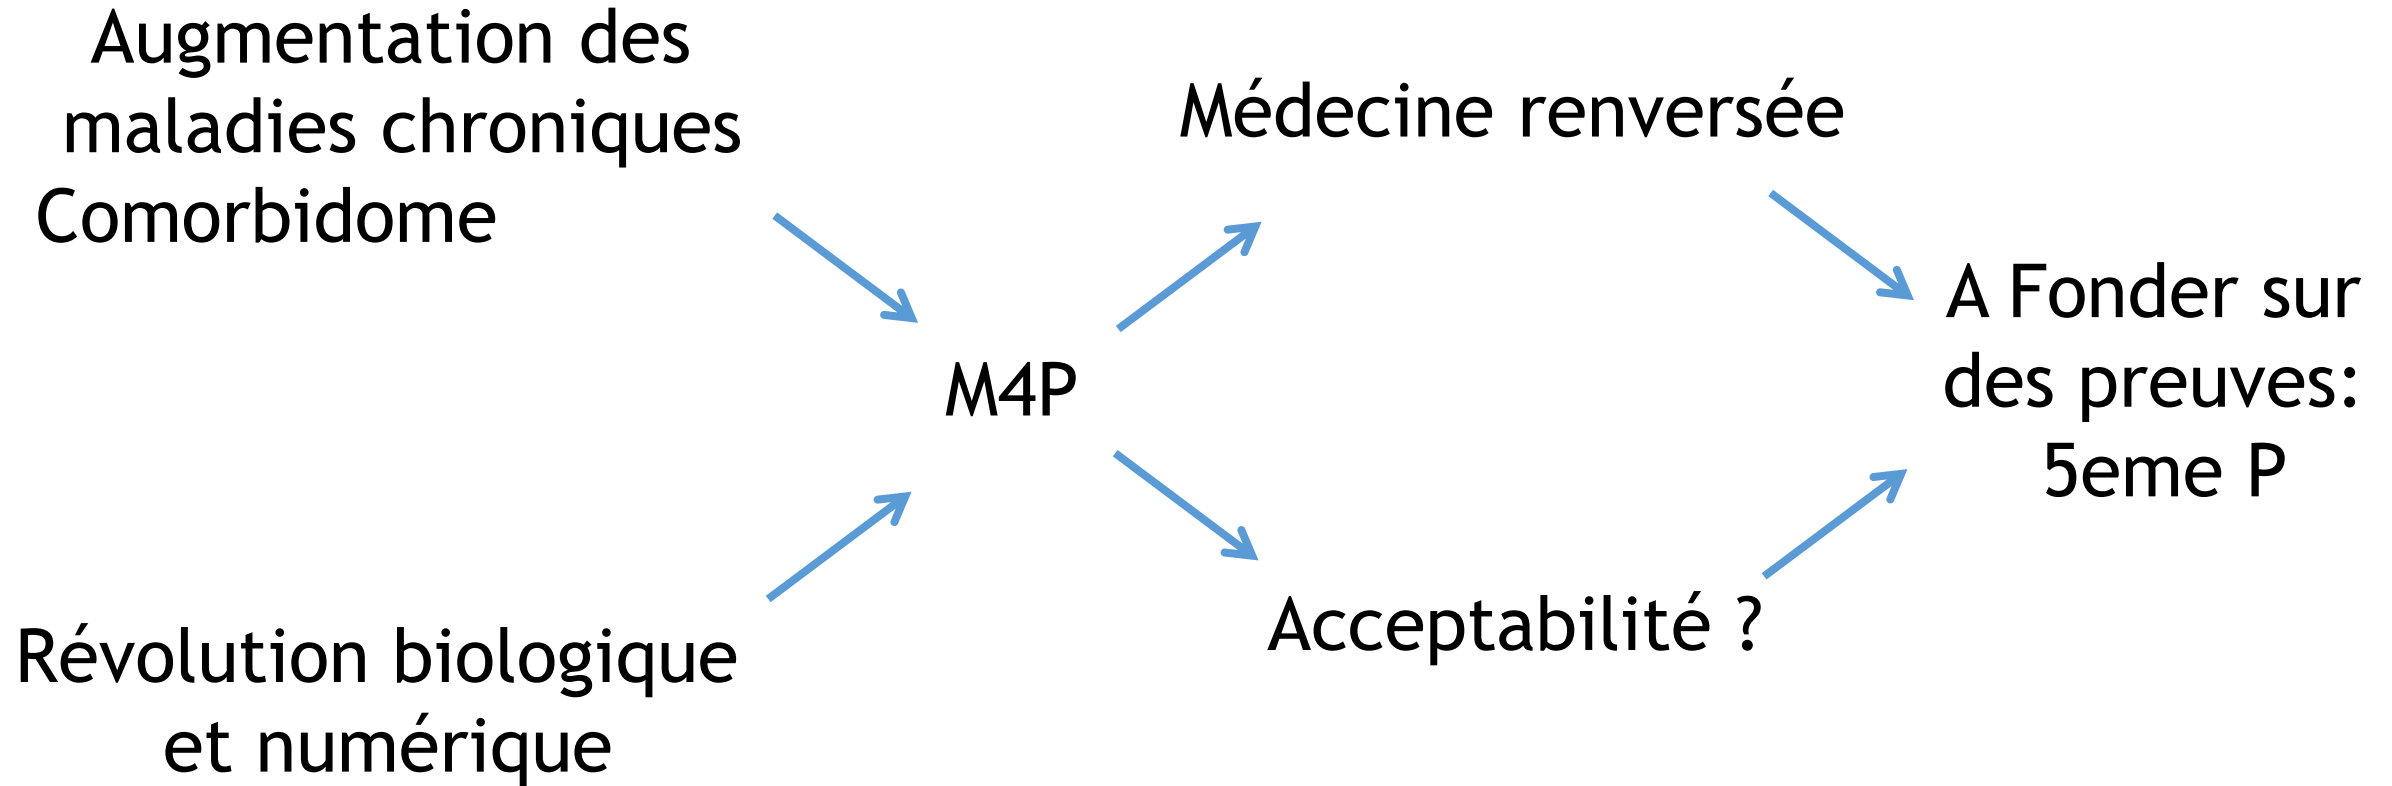 Augmentation des
maladies chroniques
Comorbidome
Médecine renversée
M4P
A Fonder sur
des preuves:
5eme P
Acceptabilité ?
Révolution biologique
et numérique